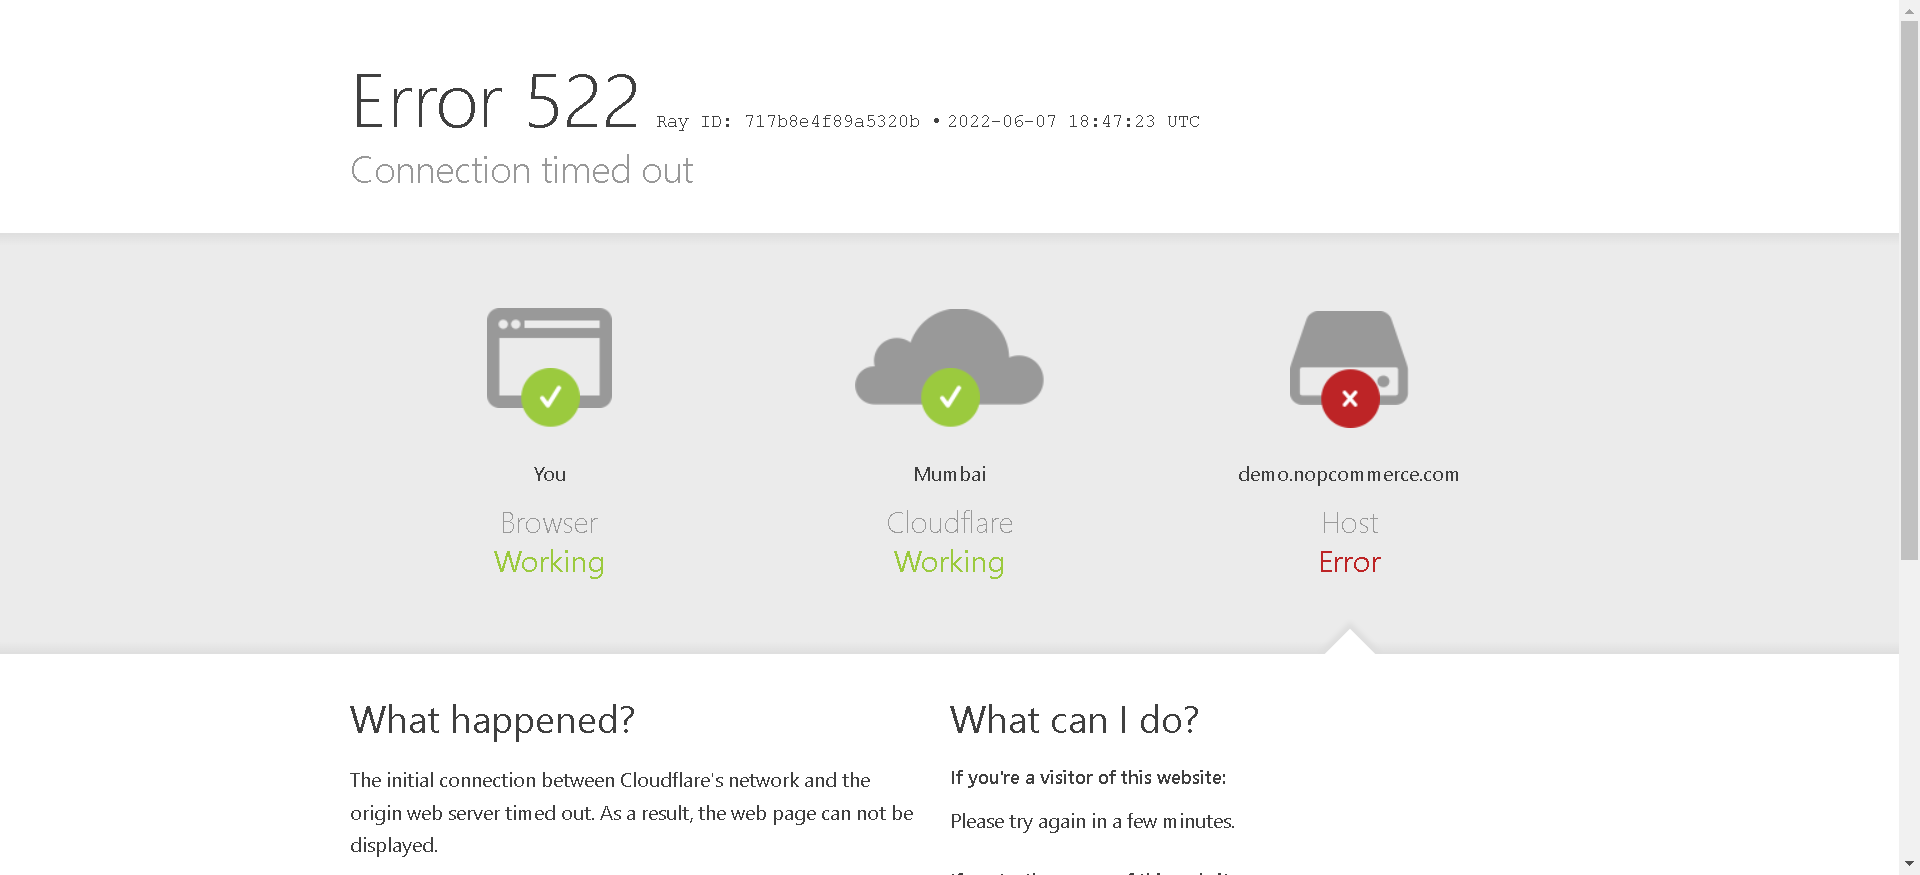 Error 522 Ray ID: 717b8e4f89a5320b • 2022-06-07 18:47:23 UTC
Connection timed out
You
Browser
Working
Mumbai
Cloudflare
Working
demo.nopcommerce.com
Host
Error
What happened?
The initial connection between Cloudflare's network and the
origin web server timed out. As a result, the web page can not be
displayed.
What can I do?
If you're a visitor of this website:
Please try again in a few minutes.